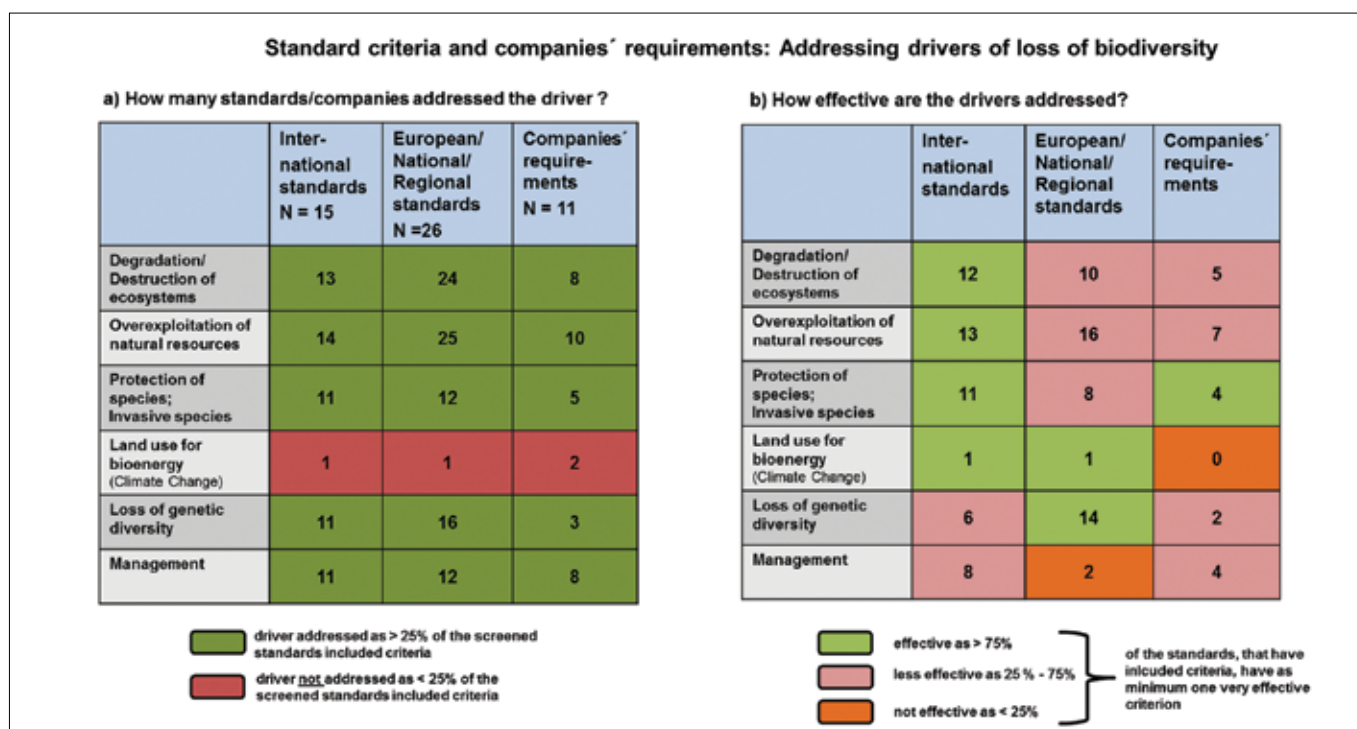 Standard criteria and companies´ requirements: Addressing drivers of loss of biodiversity
a) How many standards/companies addressed the driver ?
Inter-
national
standards
N = 15
European/
National/
Regional
standards
N =26
Companies´
require-
ments
N = 11
Degradation/
Destruction of
ecosystems
13
24
8
Overexploitation of
natural resources
14
25
10
Protection of
species;
Invasive species
11
12
5
Land use for
bioenergy
(Climate Change)
1
1
2
Loss of genetic
diversity
11
16
3
Management
11
12
8
driver addressed as > 25% of the screened
standards included criteria
driver not addressed as < 25% of the
screened standards included criteria
b) How effective are the drivers addressed?
Inter-
national
standards
European/
National/
Regional
standards
Companies´
require-
ments
Degradation/
Destruction of
ecosystems
12
10
5
Overexploitation of
natural resources
13
16
7
Protection of
species;
Invasive species
11
8
4
Land use for
bioenergy
(Climate Change)
1
1
0
Loss of genetic
diversity
6
14
2
Management
8
2
4
effective as > 75%
less effective as 25 % - 75%
not effective as < 25%
of the standards, that have
inlcuded criteria, have as
minimum one very effective
criterion